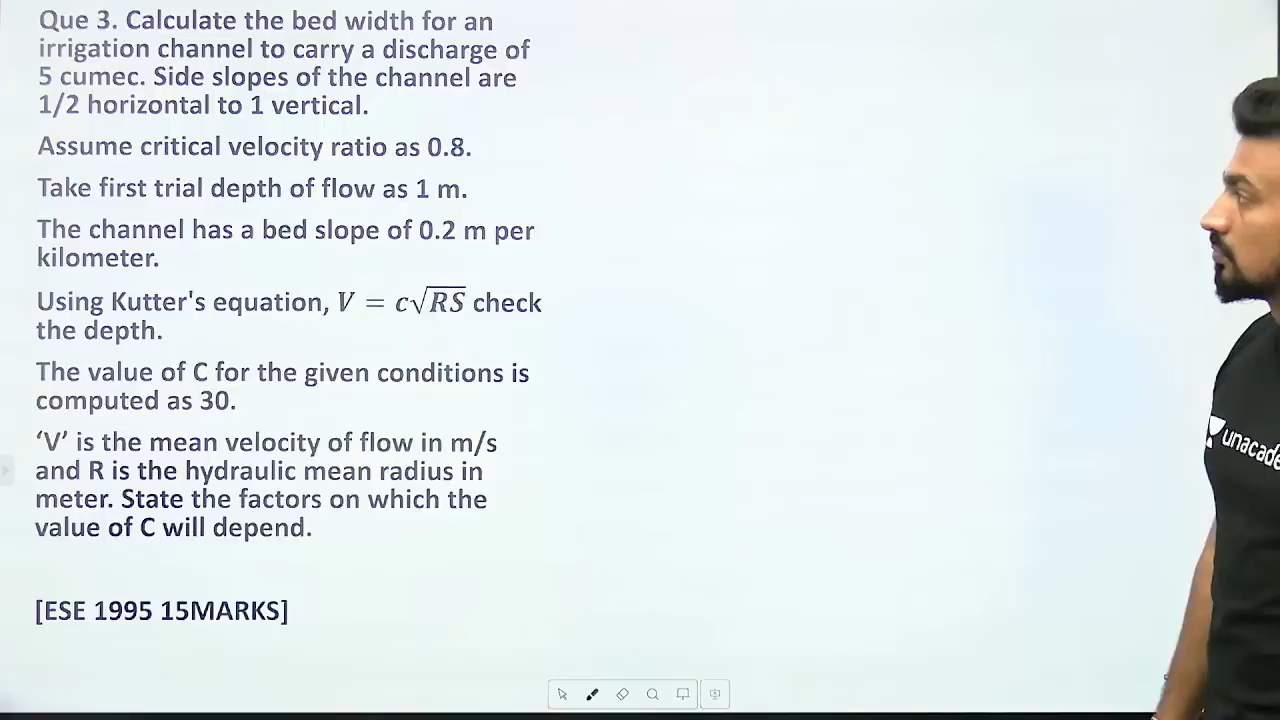 Que 3. Calculate the bed width for an
irrigation channel to carry a discharge of
5 cumec. Side slopes of the channel are
1/2 horizontal to 1 vertical.
Assume critical velocity ratio as 0.8.
Take first trial depth of flow as 1 m.
The channel has a bed slope of 0.2 m per
kilometer.
Using Kutter's equation, V = c√RS check
the depth.
The value of C for the given conditions is
computed as 30.
‘V’ is the mean velocity of flow in m/s
and R is the hydraulic mean radius in
meter. State the factors on which the
value of C will depend.
[ESE 1995 15MARKS]
unacade